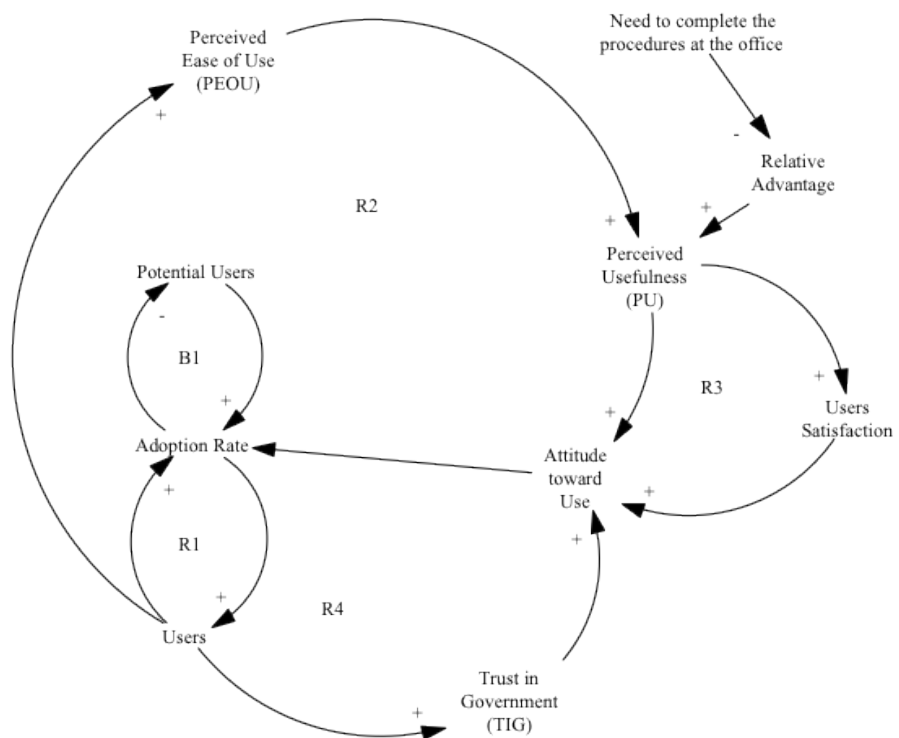 Need to complete the
procedures at the office
Perceived
Ease of Use
(PEOU)
+
-
Relative
Advantage
+
R2
+
Perceived
Usefulness
(PU)
Potential Users
-
B1
+
R3
+
Users
Satisfaction
+
Adoption Rate
Attitude
toward
Use
+
+
R1
+
+
R4
Users
Trust in
Government
(TIG)
+